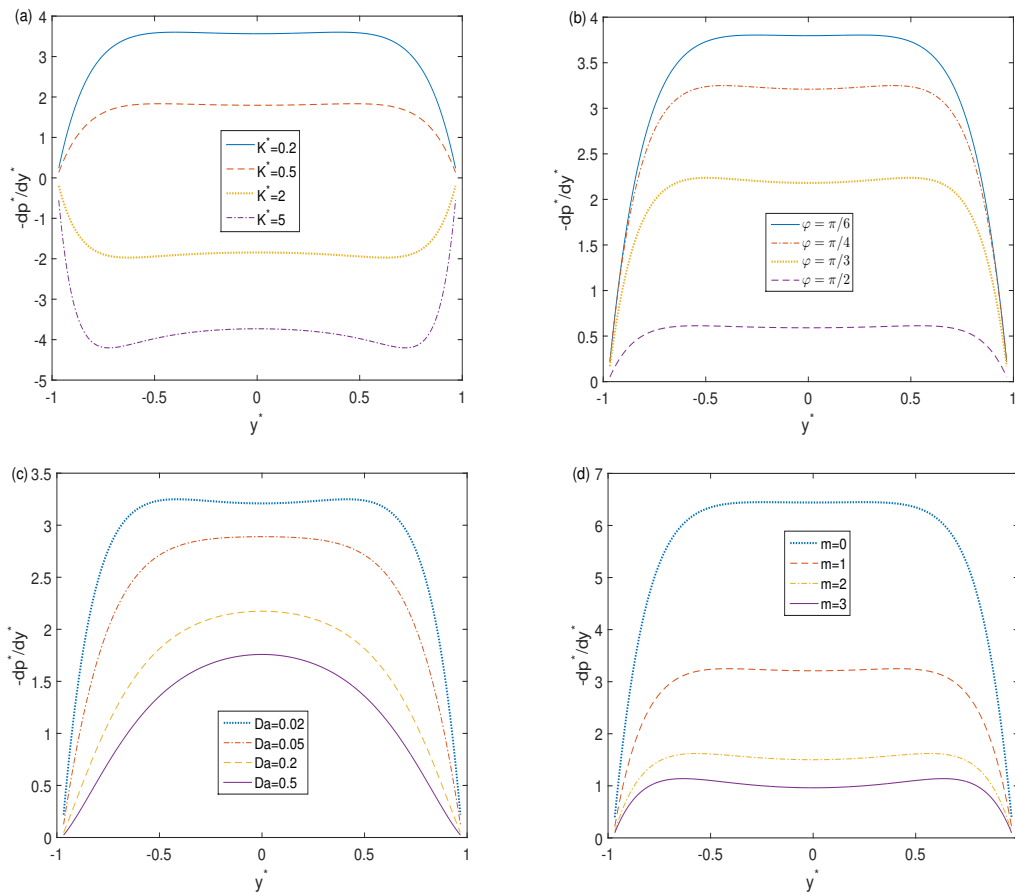 (a)
4
3
2
1
0
-1
-2
-3
-4
-5
-dp*/dy*
K*=0.2
K*=0.5
K*=2
K*=5
-1
-0.5
0
0.5
1
y*
(b)
4
3.5
3
2.5
2
1.5
1
0.5
0
-dp*/dy*
φ = π/6
φ = π/4
φ = π/3
φ = π/2
-1
-0.5
0
0.5
1
y*
(c)
3.5
3
2.5
2
1.5
1
0.5
0
-dp*/dy*
Da=0.02
Da=0.05
Da=0.2
Da=0.5
-1
-0.5
0
0.5
1
y*
(d)
7
6
5
4
3
2
1
0
-dp*/dy*
m=0
m=1
m=2
m=3
-1
-0.5
0
0.5
1
y*